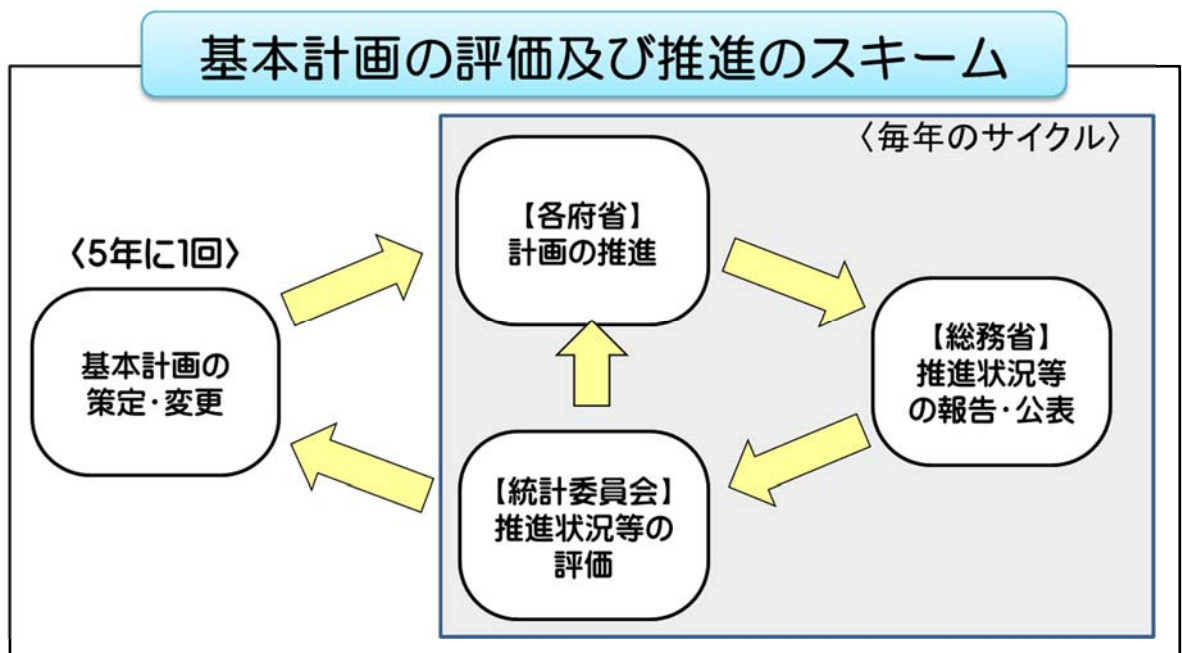 基本計画の評価及び推進のスキーム
〈毎年のサイクル〉
〈5年に1回〉
基本計画の
策定・変更
【各府省】
計画の推進
【総務省】
推進状況等
の報告・公表
【統計委員会】
推進状況等の
評価